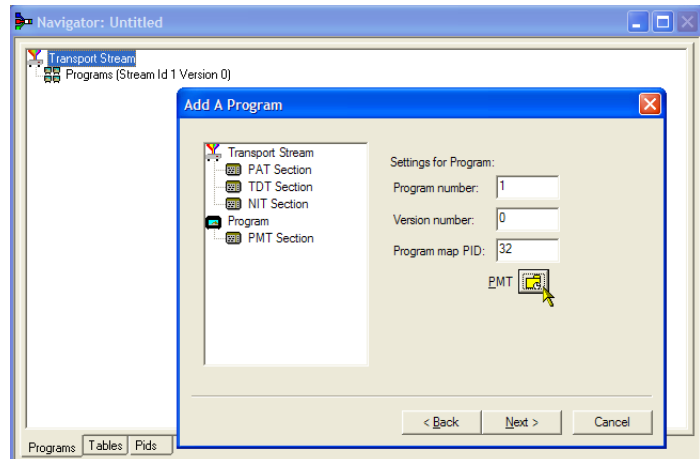 Navigator: Untitled
Transport Stream
Programs (Stream Id 1 Version 0)
Add A Program
Transport Stream
PAT Section
TDT Section
NIT Section
Program
PMT Section
Settings for Program:
Program number: 1
Version number: 0
Program map PID: 32
PMT
< Back Next > Cancel
Programs Tables Pids